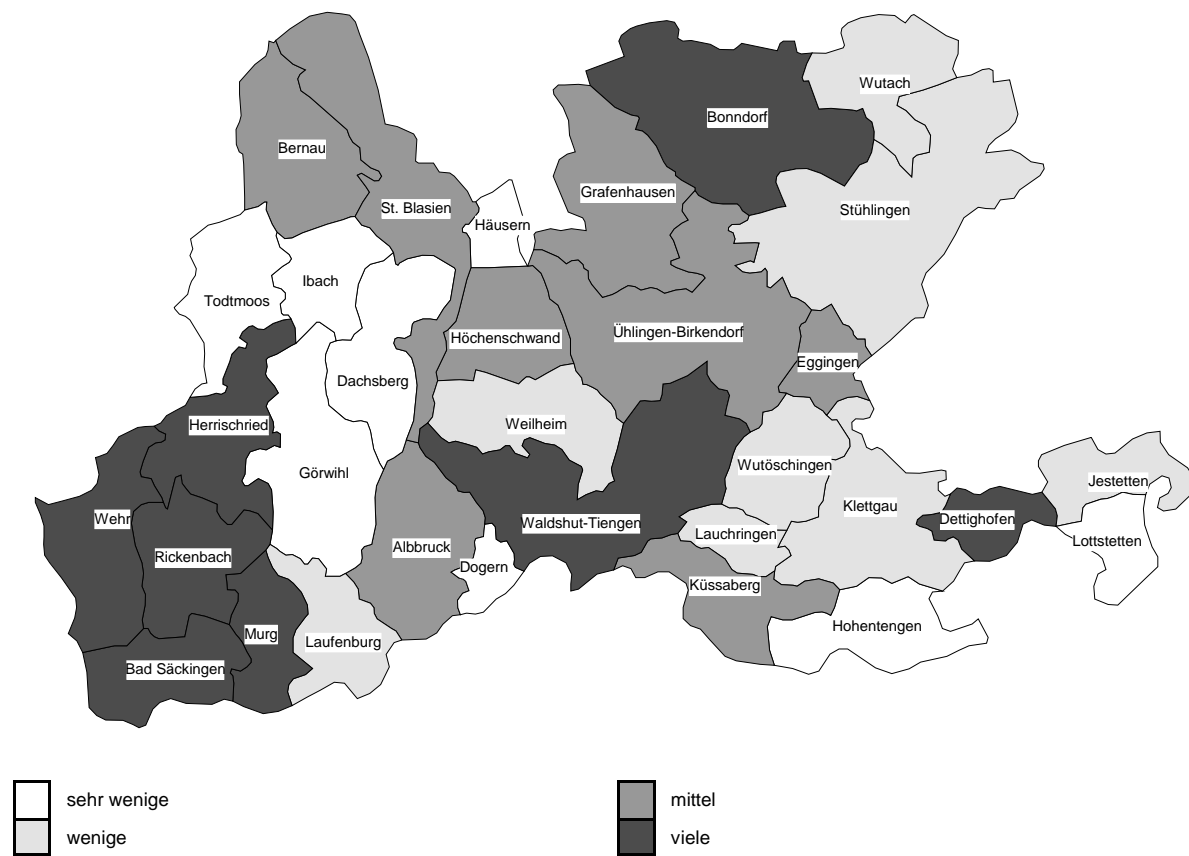 Wutach
Bonndorf
Bernau
Grafenhausen
St. Blasien
Stühlingen
Häusern
Ibach
Todtmoos
Ühlingen-Birkendorf
Höchenschwand
Eggingen
Dachsberg
Herrischried
Weilheim
Wutöschingen
Görwihl
Jestetten
Klettgau
Wehr
Waldshut-Tiengen
Dettighofen
Lauchringen
Lottstetten
Albbruck
Rickenbach
Dogern
Küssaberg
Hohentengen
Murg
Laufenburg
Bad Säckingen
sehr wenige
mittel
wenige
viele